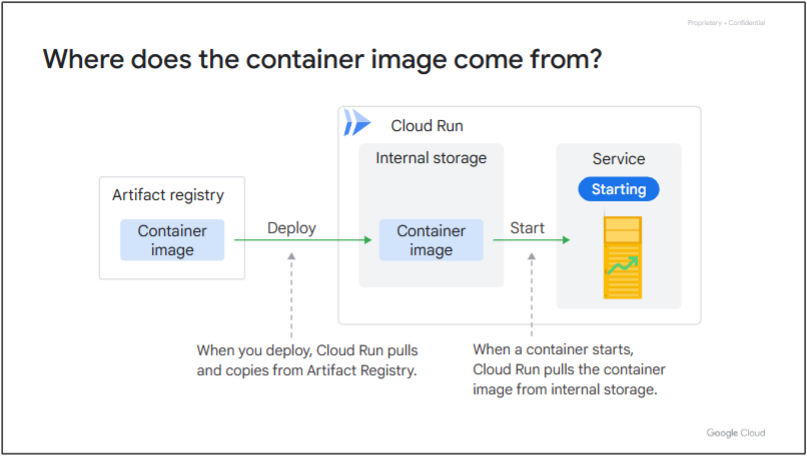 Proprietary + Confidential
Where does the container image come from?
Cloud Run
Internal storage
Service
Starting
Artifact registry
Container
image
Deploy
Container
image
Start
When you deploy, Cloud Run pulls
and copies from Artifact Registry.
When a container starts,
Cloud Run pulls the container
image from internal storage.
Google Cloud